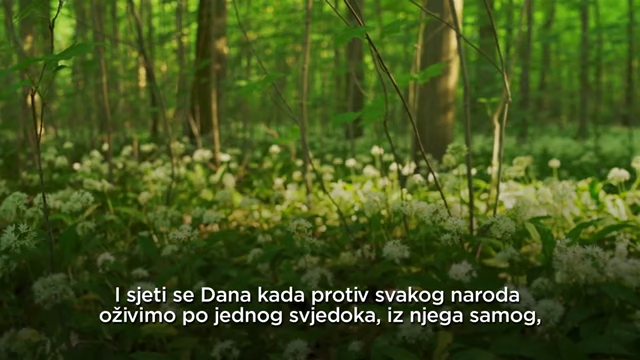 I sjeti se Dana kada protiv svakog naroda
oživimo po jednog svjedoka, iz njega samog,